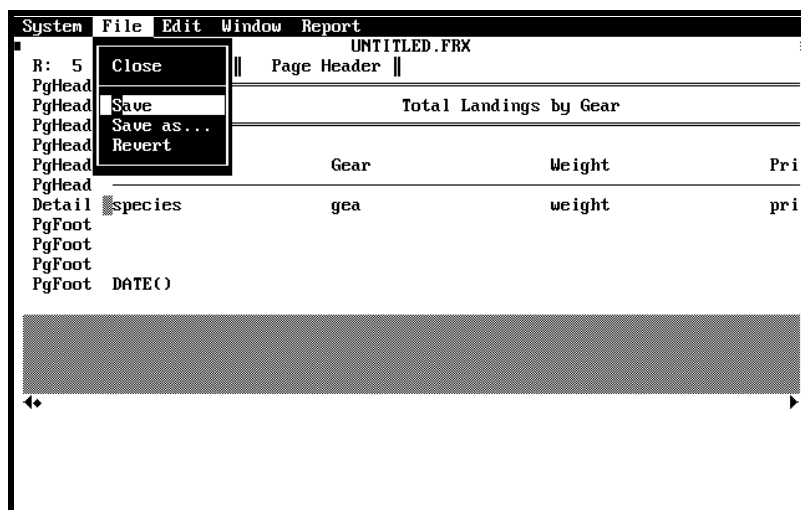 System File Edit Window Report
UNTITLED.FRX
R: 5 Close Page Header
PgHead
PgHead Save Total Landings by Gear
PgHead Save as...
PgHead Revert
PgHead Gear Weight Pri
PgHead
Detail species gea weight pri
PgFoot
PgFoot
PgFoot
PgFoot DATE()